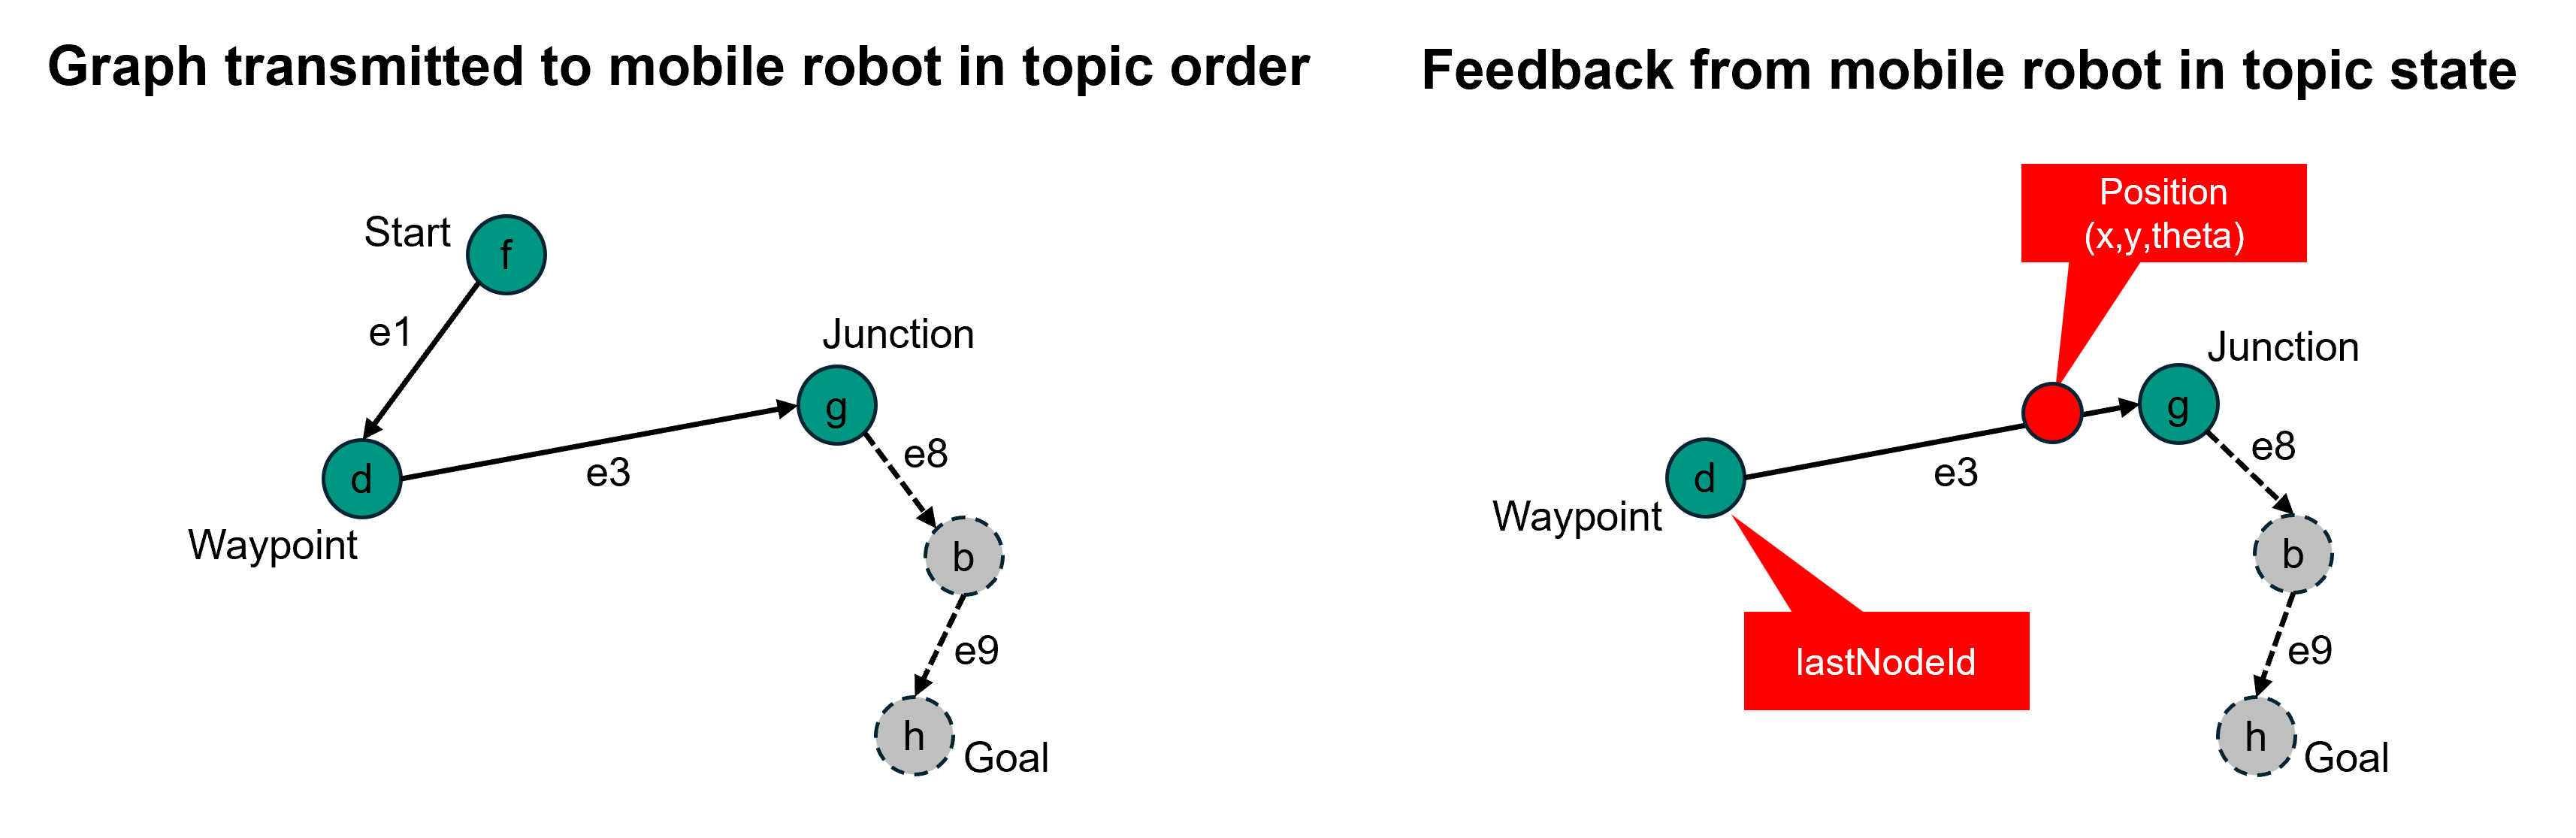 Graph transmitted to mobile robot in topic order
Start
f
e1
Junction
g
d
e3
e8
Waypoint
b
e9
h
Goal
Feedback from mobile robot in topic state
Position
(x,y,theta)
Junction
g
d
e3
e8
Waypoint
b
lastNodeId
e9
h
Goal